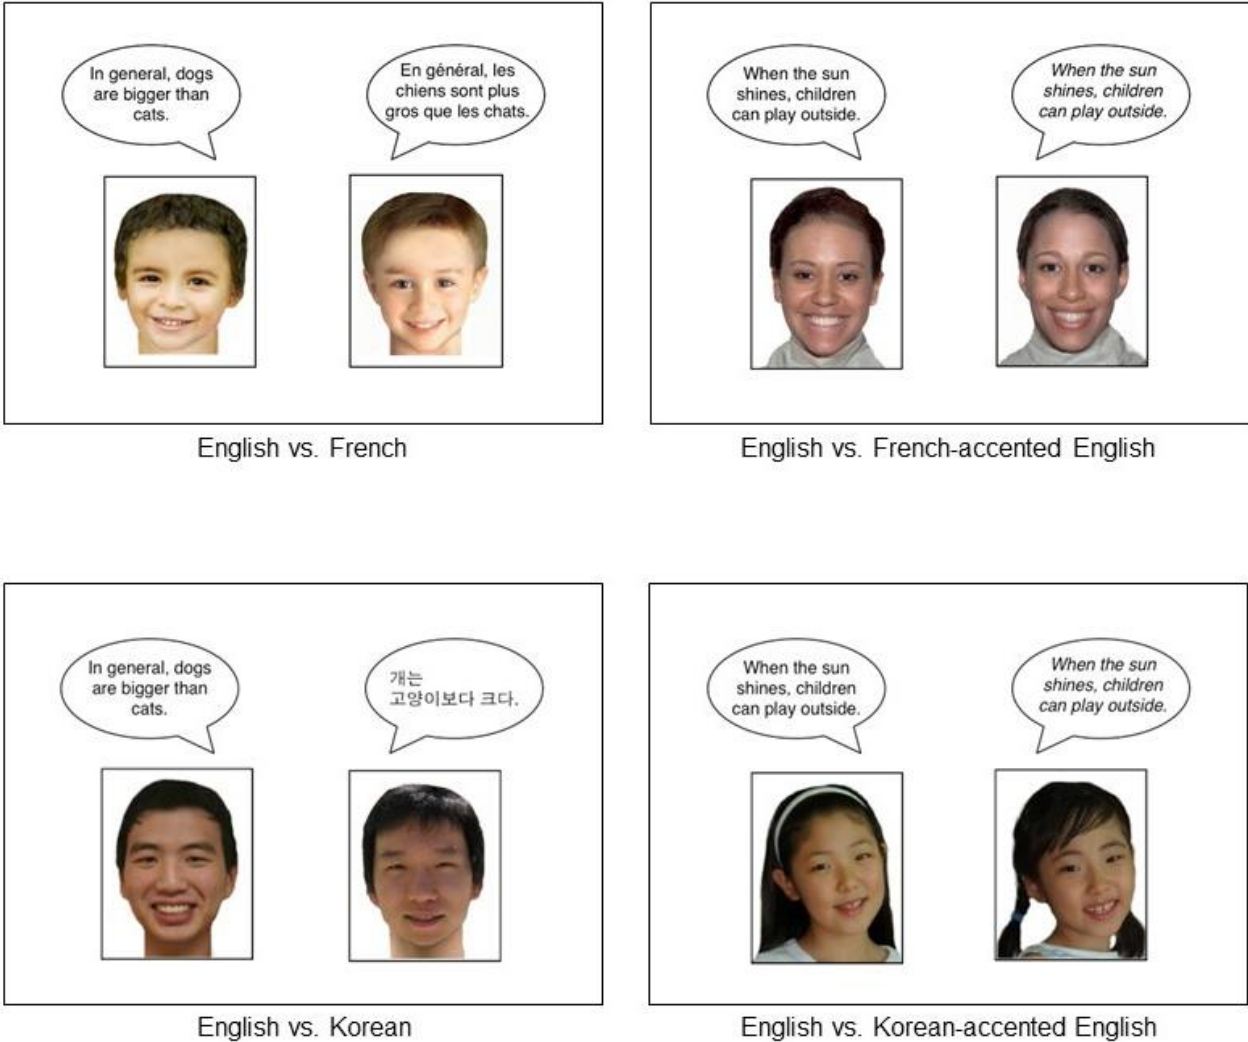 In general, dogs
are bigger than
cats.
En général, les
chiens sont plus
gros que les chats.
English vs. French
When the sun
shines, children
can play outside.
When the sun
shines, children
can play outside.
English vs. French-accented English
In general, dogs
are bigger than
cats.
개는
고양이보다 크다.
English vs. Korean
When the sun
shines, children
can play outside.
When the sun
shines, children
can play outside.
English vs. Korean-accented English